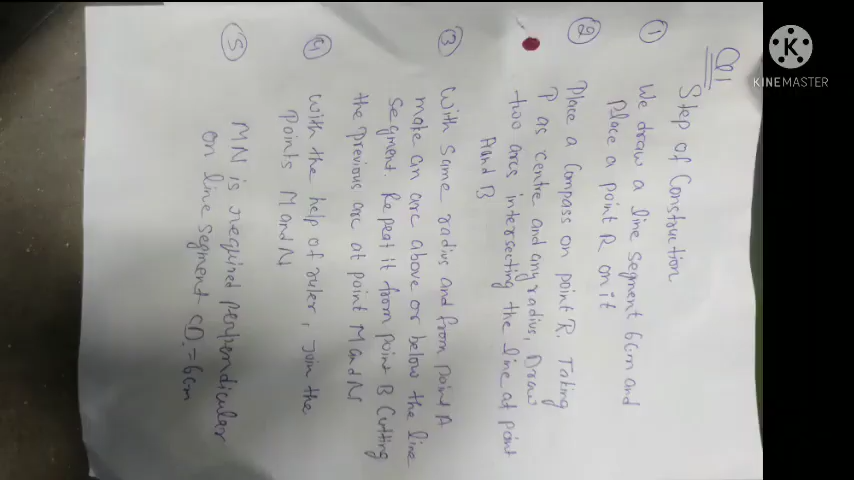 Q1
Step of Construction
① We draw a line segment 6cm and
Place a point R on it
② Place a Compass on point R. Taking
P as centre and any radius, Draw
two arcs intersecting the line at point
A and B
③ With same radius and from point A
make an arc above or below the line
segment. Repeat it from point B Cutting
the previous arc at point M and N
④ With the help of ruler, Join the
Points M and N
⑤ MN is required perpendicular
on line segment CD = 6cm
K
KINEMASTER